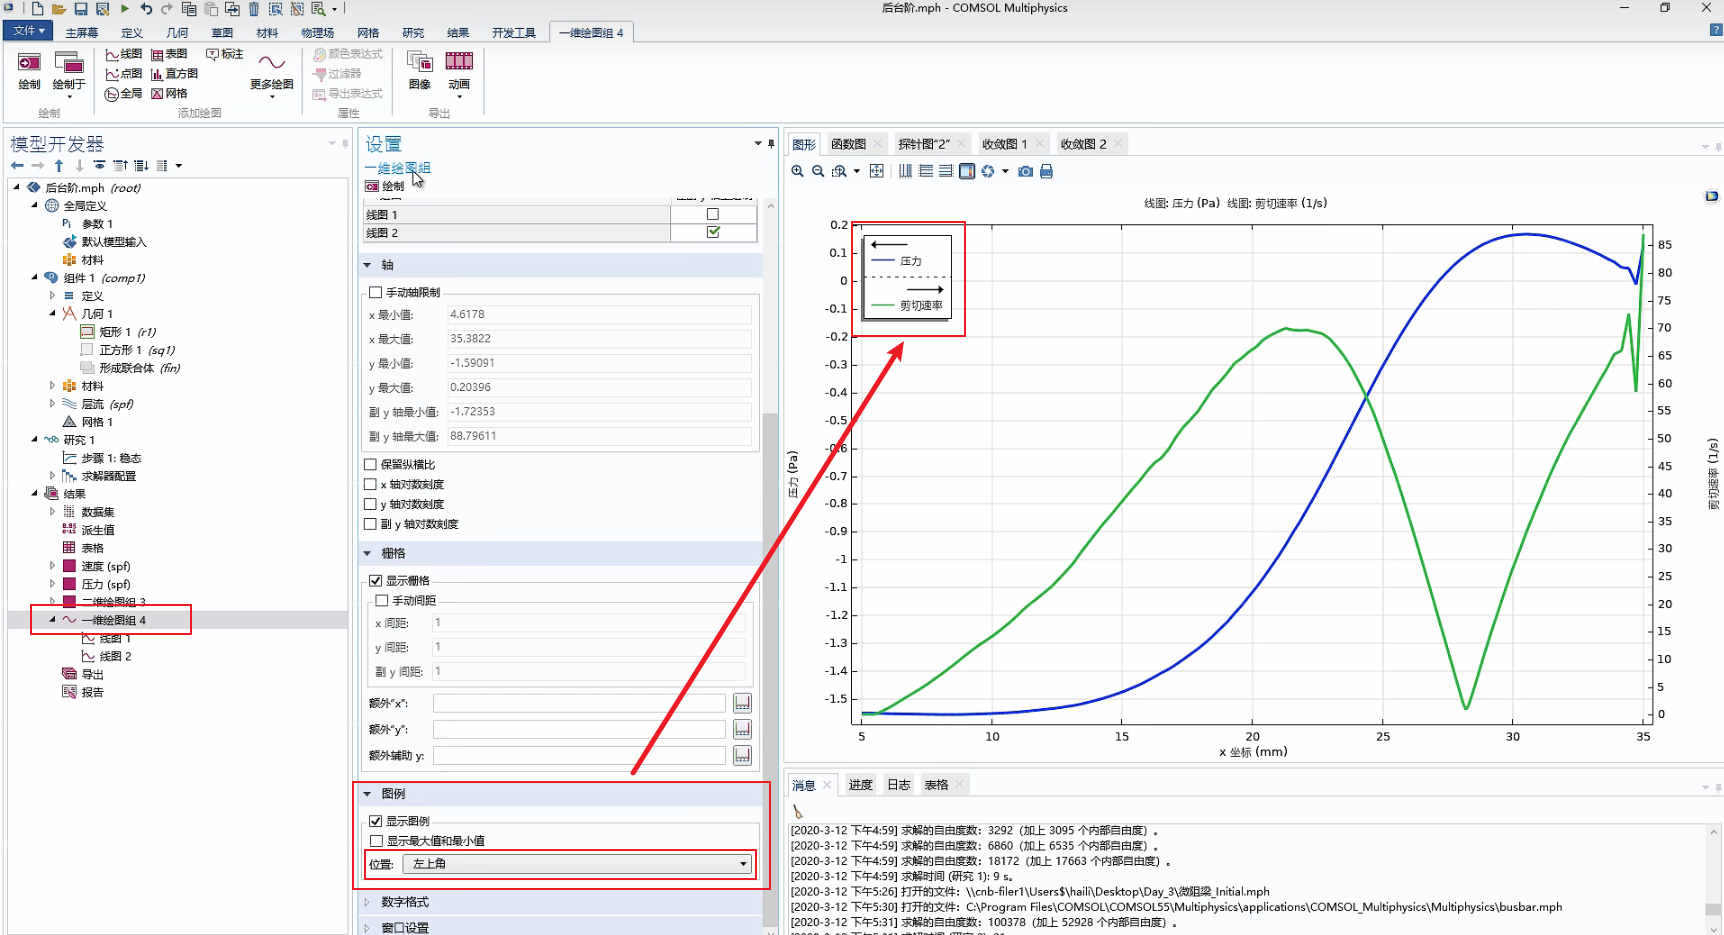 后台阶.mph - COMSOL Multiphysics
文件
主屏幕
定义
几何
草图
材料
物理场
网格
研究
结果
开发工具
一维绘图组 4
绘制
绘制于
线图
表图
标注
点图
直方图
全局
网格
更多绘图
颜色表达式
过滤器
导出表达式
图像
动画
绘制
添加绘图
属性
导出
模型开发器
后台阶.mph (root)
全局定义
参数 1
默认模型输入
材料
组件 1 (comp1)
定义
几何 1
矩形 1 (r1)
正方形 1 (sq1)
形成联合体 (fin)
材料
层流 (spf)
网格 1
研究 1
步骤 1: 稳态
求解器配置
结果
数据集
派生值
表格
速度 (spf)
压力 (spf)
二维绘图组 3
一维绘图组 4
线图 1
线图 2
导出
报告
设置
一维绘图组
绘制
线图 1
线图 2
轴
手动轴限制
x 最小值: 4.6178
x 最大值: 35.3822
y 最小值: -1.59091
y 最大值: 0.20396
副 y 轴最小值: -1.72353
副 y 轴最大值: 88.79611
保留纵横比
x 轴对数刻度
y 轴对数刻度
副 y 轴对数刻度
栅格
显示栅格
手动间距
x 间距: 1
y 间距: 1
副 y 间距: 1
额外"x":
额外"y":
额外辅助 y:
图例
显示图例
显示最大值和最小值
位置: 左上角
数字格式
窗口设置
图形
函数图
探针图"2"
收敛图 1
收敛图 2
线图: 压力 (Pa) 线图: 剪切速率 (1/s)
压力
剪切速率
0.2
0.1
0
-0.1
-0.2
-0.3
-0.4
-0.5
-0.6
-0.7
-0.8
-0.9
-1
-1.1
-1.2
-1.3
-1.4
-1.5
压力 (Pa)
85
80
75
70
65
60
55
50
45
40
35
30
25
20
15
10
5
0
剪切速率 (1/s)
5
10
15
20
25
30
35
x 坐标 (mm)
消息
进度
日志
表格
[2020-3-12 下午4:59] 求解的自由度数：3292（加上 3095 个内部自由度）。
[2020-3-12 下午4:59] 求解的自由度数：6860（加上 6535 个内部自由度）。
[2020-3-12 下午4:59] 求解的自由度数：18172（加上 17663 个内部自由度）。
[2020-3-12 下午4:59] 求解时间 (研究 1): 9 s。
[2020-3-12 下午5:26] 打开的文件：\\cnb-filer1\Users$\haili\Desktop\Day_3\微阻梁_Initial.mph
[2020-3-12 下午5:30] 打开的文件：C:\Program Files\COMSOL\COMSOL55\Multiphysics\applications\COMSOL_Multiphysics\Multiphysics\busbar.mph
[2020-3-12 下午5:31] 求解的自由度数：100378（加上 52928 个内部自由度）。